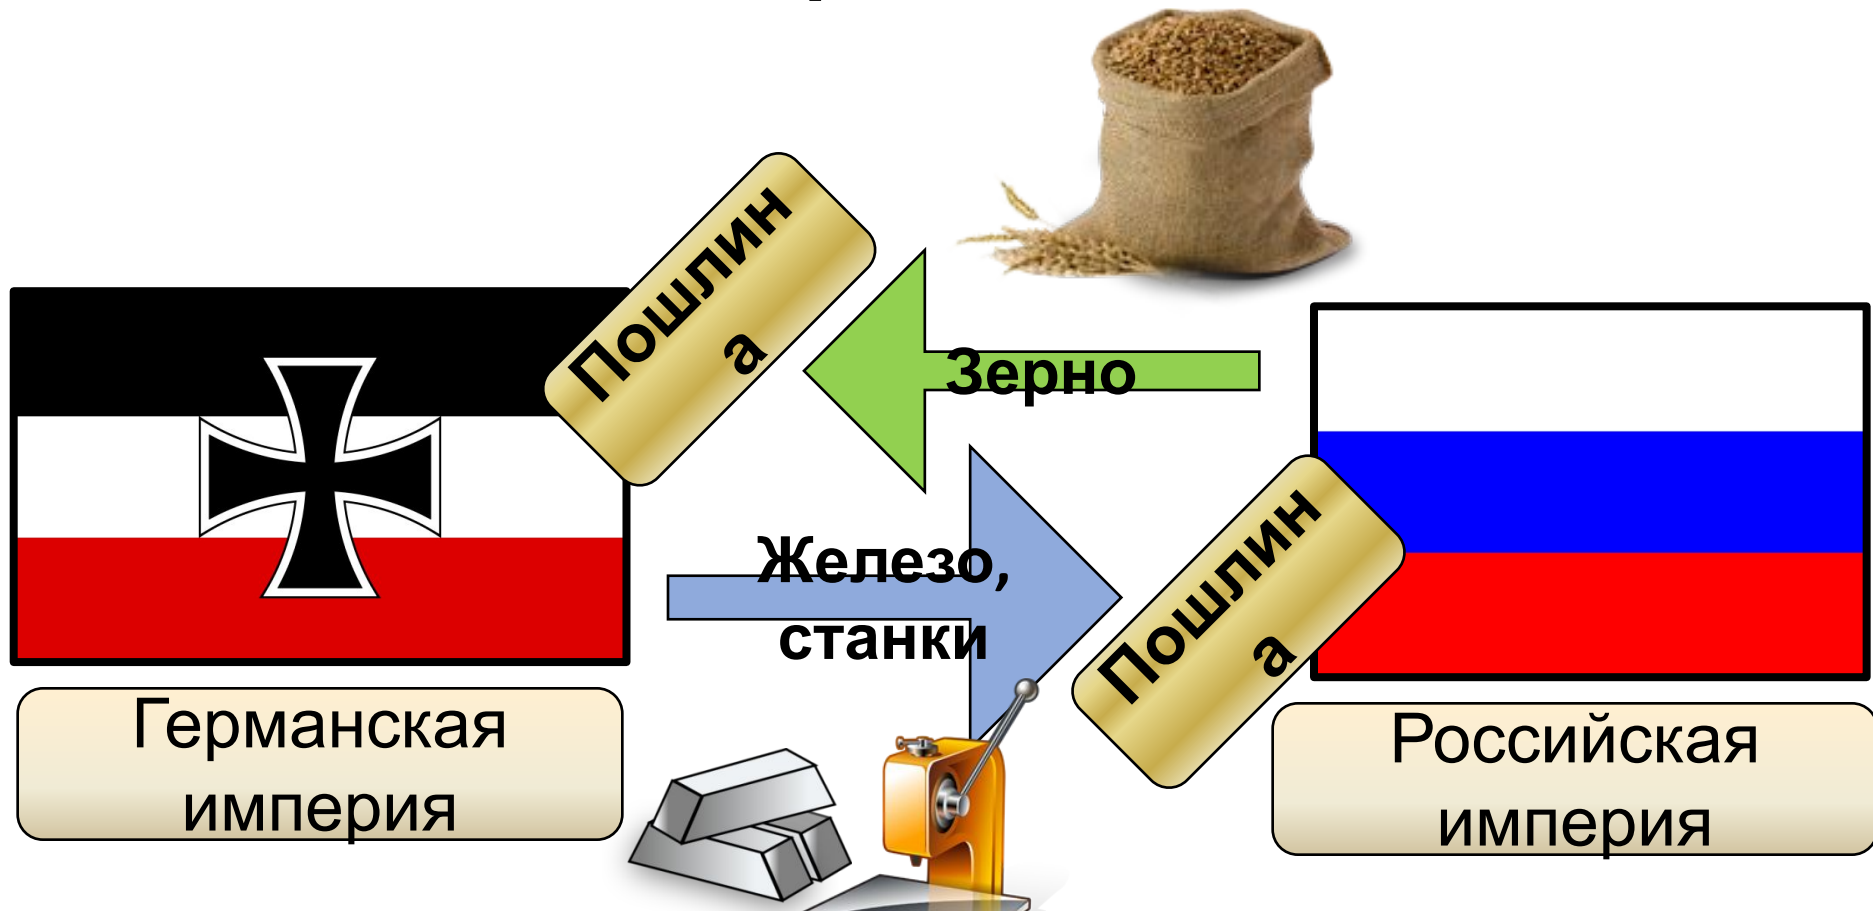 Пошлин
а
Зерно
Железо,
станки
Пошлин
а
Германская
империя
Российская
империя